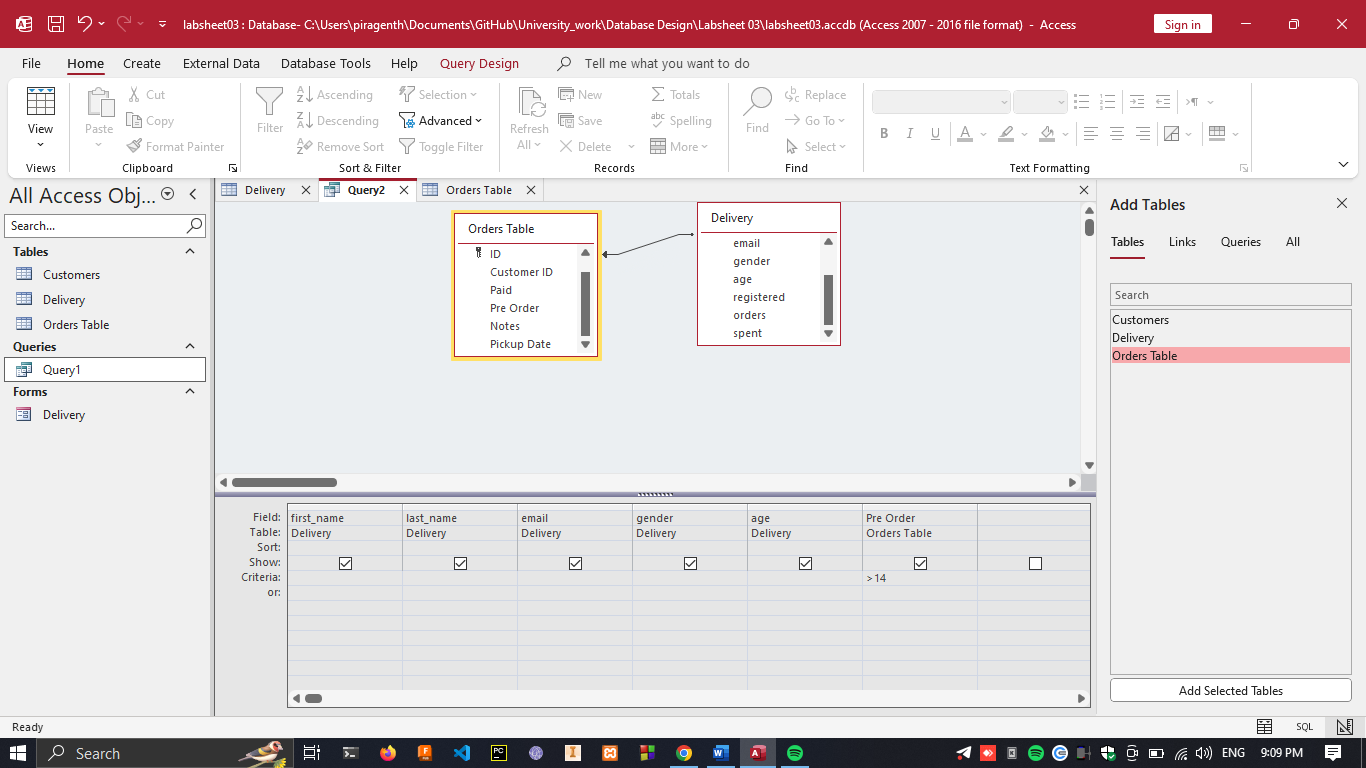 labsheet03 : Database- C:\Users\piragenth\Documents\GitHub\University_work\Database Design\Labsheet 03\labsheet03.accdb (Access 2007 - 2016 file format) - Access
Sign in
File Home Create External Data Database Tools Help Query Design Tell me what you want to do
View
Views
Paste
Cut
Copy
Format Painter
Clipboard
Filter
Ascending
Descending
Remove Sort
Selection
Advanced
Toggle Filter
Sort & Filter
Refresh
All
New
Save
Delete
Totals
Spelling
More
Records
Find
Replace
Go To
Select
Find
B I U A
Text Formatting
All Access Obj...
Search...
Tables
Customers
Delivery
Orders Table
Queries
Query1
Forms
Delivery
Delivery Query2 Orders Table
Orders Table
ID
Customer ID
Paid
Pre Order
Notes
Pickup Date
Delivery
email
gender
age
registered
orders
spent
Field: first_name last_name email gender age Pre Order
Table: Delivery Delivery Delivery Delivery Delivery Orders Table
Sort:
Show:
Criteria: >14
or:
Add Tables
Tables Links Queries All
Search
Customers
Delivery
Orders Table
Add Selected Tables
Ready
SQL
Search
PC
ENG 9:09 PM